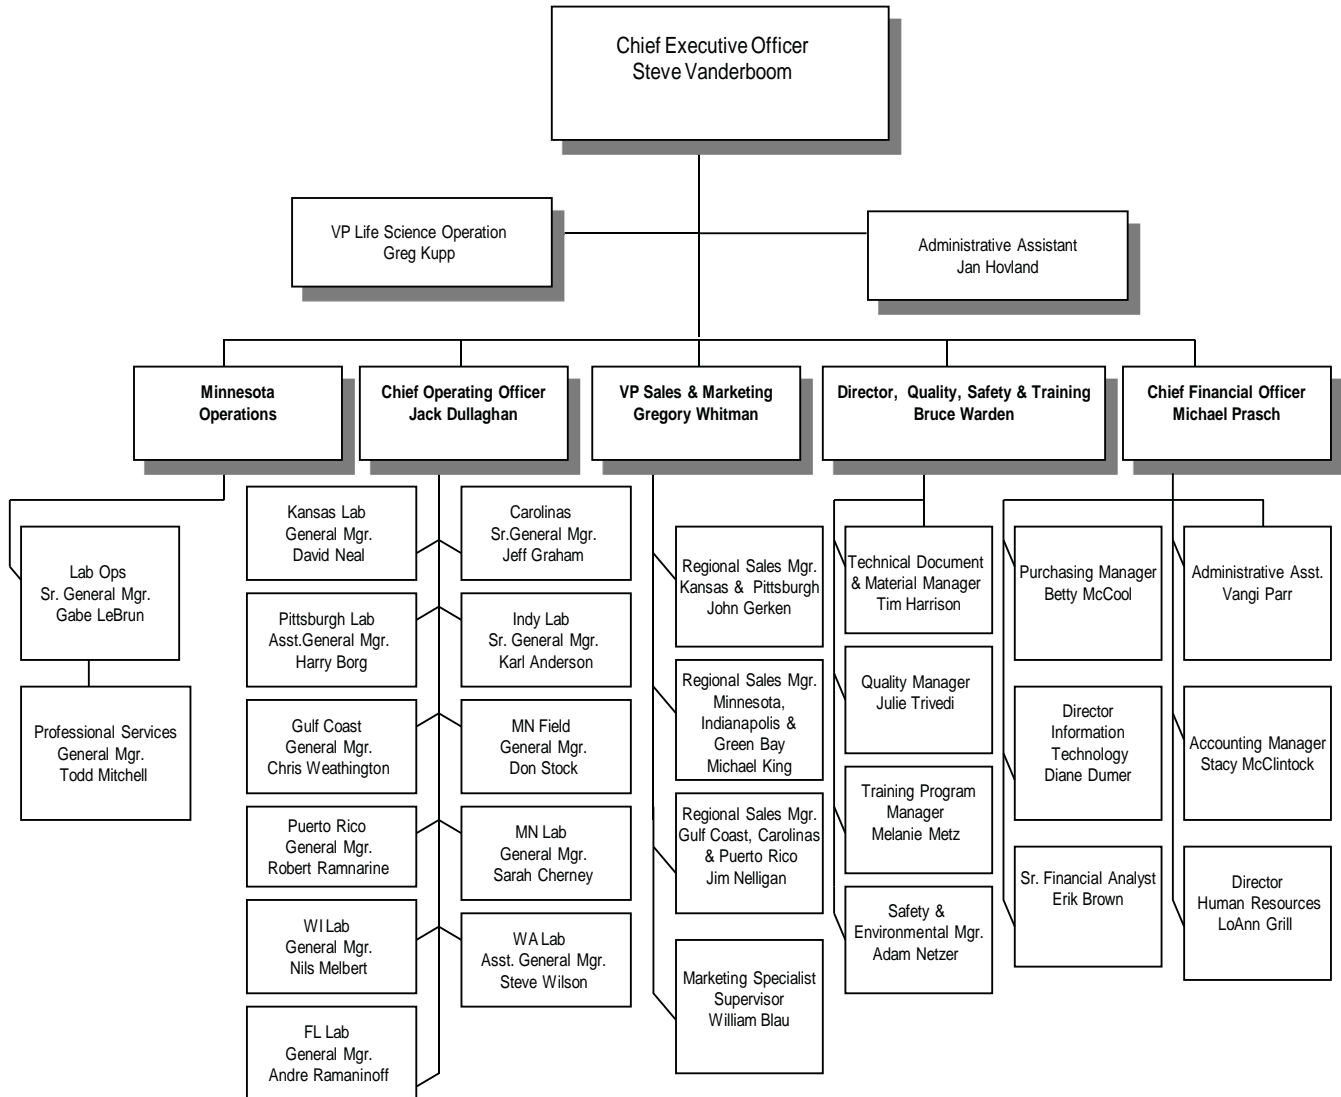 Chief Executive Officer
Steve Vanderboom
VP Life Science Operation
Greg Kupp
Administrative Assistant
Jan Hovland
Minnesota
Operations
Chief Operating Officer
Jack Dullaghan
VP Sales & Marketing
Gregory Whitman
Director, Quality, Safety & Training
Bruce Warden
Chief Financial Officer
Michael Prasch
Lab Ops
Sr. General Mgr.
Gabe LeBrun
Professional Services
General Mgr.
Todd Mitchell
Kansas Lab
General Mgr.
David Neal
Carolinas
Sr.General Mgr.
Jeff Graham
Pittsburgh Lab
Asst.General Mgr.
Harry Borg
Indy Lab
Sr. General Mgr.
Karl Anderson
Gulf Coast
General Mgr.
Chris Weathington
MN Field
General Mgr.
Don Stock
Puerto Rico
General Mgr.
Robert Ramnarine
MN Lab
General Mgr.
Sarah Cherney
WI Lab
General Mgr.
Nils Melbert
WA Lab
Asst. General Mgr.
Steve Wilson
FL Lab
General Mgr.
Andre Ramaninoff
Regional Sales Mgr.
Kansas & Pittsburgh
John Gerken
Regional Sales Mgr.
Minnesota,
Indianapolis &
Green Bay
Michael King
Regional Sales Mgr.
Gulf Coast, Carolinas
& Puerto Rico
Jim Nelligan
Marketing Specialist
Supervisor
William Blau
Technical Document
& Material Manager
Tim Harrison
Quality Manager
Julie Trivedi
Training Program
Manager
Melanie Metz
Safety &
Environmental Mgr.
Adam Netzer
Purchasing Manager
Betty McCool
Director
Information
Technology
Diane Dumer
Sr. Financial Analyst
Erik Brown
Administrative Asst.
Vangi Parr
Accounting Manager
Stacy McClintock
Director
Human Resources
LoAnn Grill